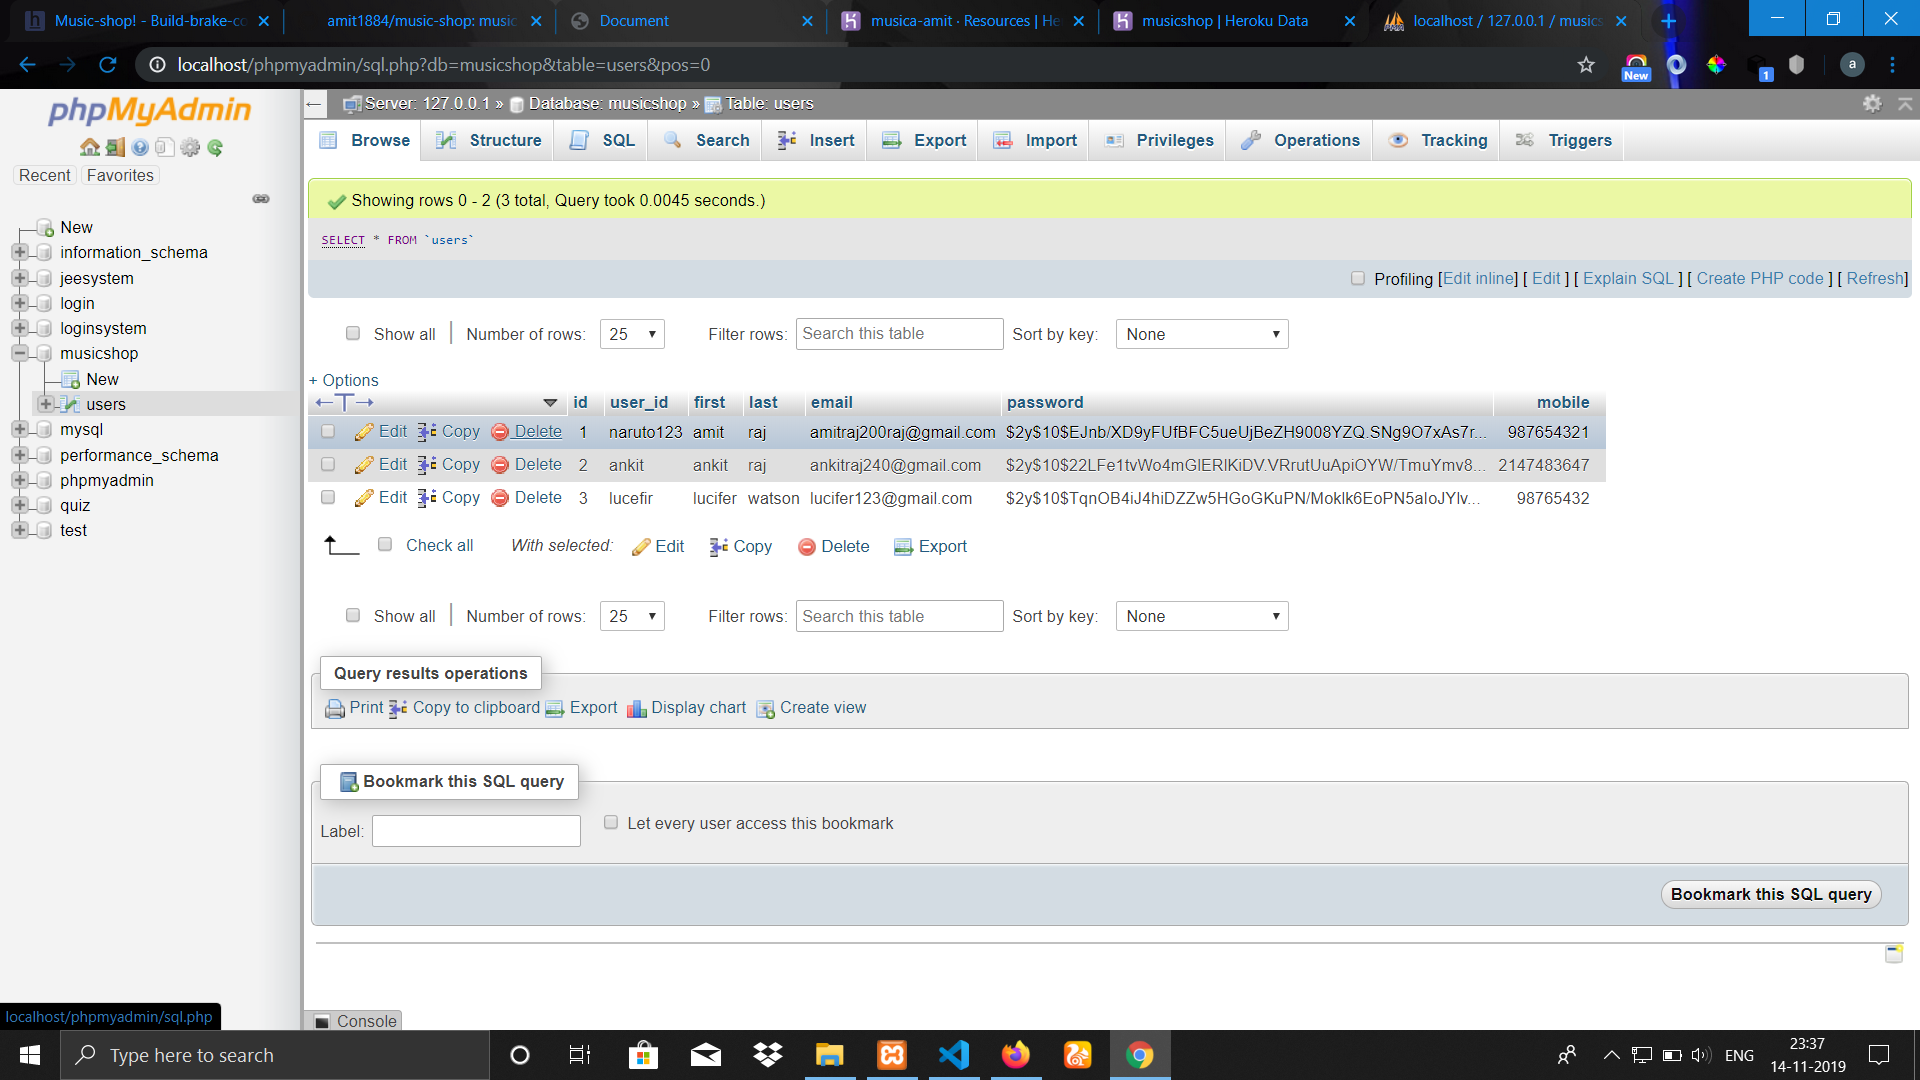 Music-shop! - Build-brake-co
amit1884/music-shop: music
Document
musica-amit · Resources | He
musicshop | Heroku Data
localhost / 127.0.0.1 / musics
localhost/phpmyadmin/sql.php?db=musicshop&table=users&pos=0
New
1
a
phpMyAdmin
Recent
Favorites
New
information_schema
jeesystem
login
loginsystem
musicshop
New
users
mysql
performance_schema
phpmyadmin
quiz
test
Server: 127.0.0.1 » Database: musicshop » Table: users
Browse Structure SQL Search Insert Export Import Privileges Operations Tracking Triggers
Showing rows 0 - 2 (3 total, Query took 0.0045 seconds.)
SELECT * FROM `users`
Profiling [Edit inline] [ Edit ] [ Explain SQL ] [ Create PHP code ] [ Refresh]
Show all | Number of rows: 25 Filter rows: Search this table Sort by key: None
+ Options
←T→ id user_id first last email password mobile
Edit Copy Delete 1 naruto123 amit raj amitraj200raj@gmail.com $2y$10$EJnb/XD9yFUfBFC5ueUjBeZH9008YZQ.SNg9O7xAs7r... 987654321
Edit Copy Delete 2 ankit ankit raj ankitraj240@gmail.com $2y$10$22LFe1tvWo4mGlERlKiDV.VRrutUuApiOYW/TmuYmv8... 2147483647
Edit Copy Delete 3 lucefir lucifer watson lucifer123@gmail.com $2y$10$TqnOB4iJ4hiDZZw5HGoGKuPN/Moklk6EoPN5aloJYlv... 98765432
Check all With selected: Edit Copy Delete Export
Show all | Number of rows: 25 Filter rows: Search this table Sort by key: None
Query results operations
Print Copy to clipboard Export Display chart Create view
Bookmark this SQL query
Label: Let every user access this bookmark
Bookmark this SQL query
localhost/phpmyadmin/sql.php
Console
Type here to search
ENG
23:37
14-11-2019